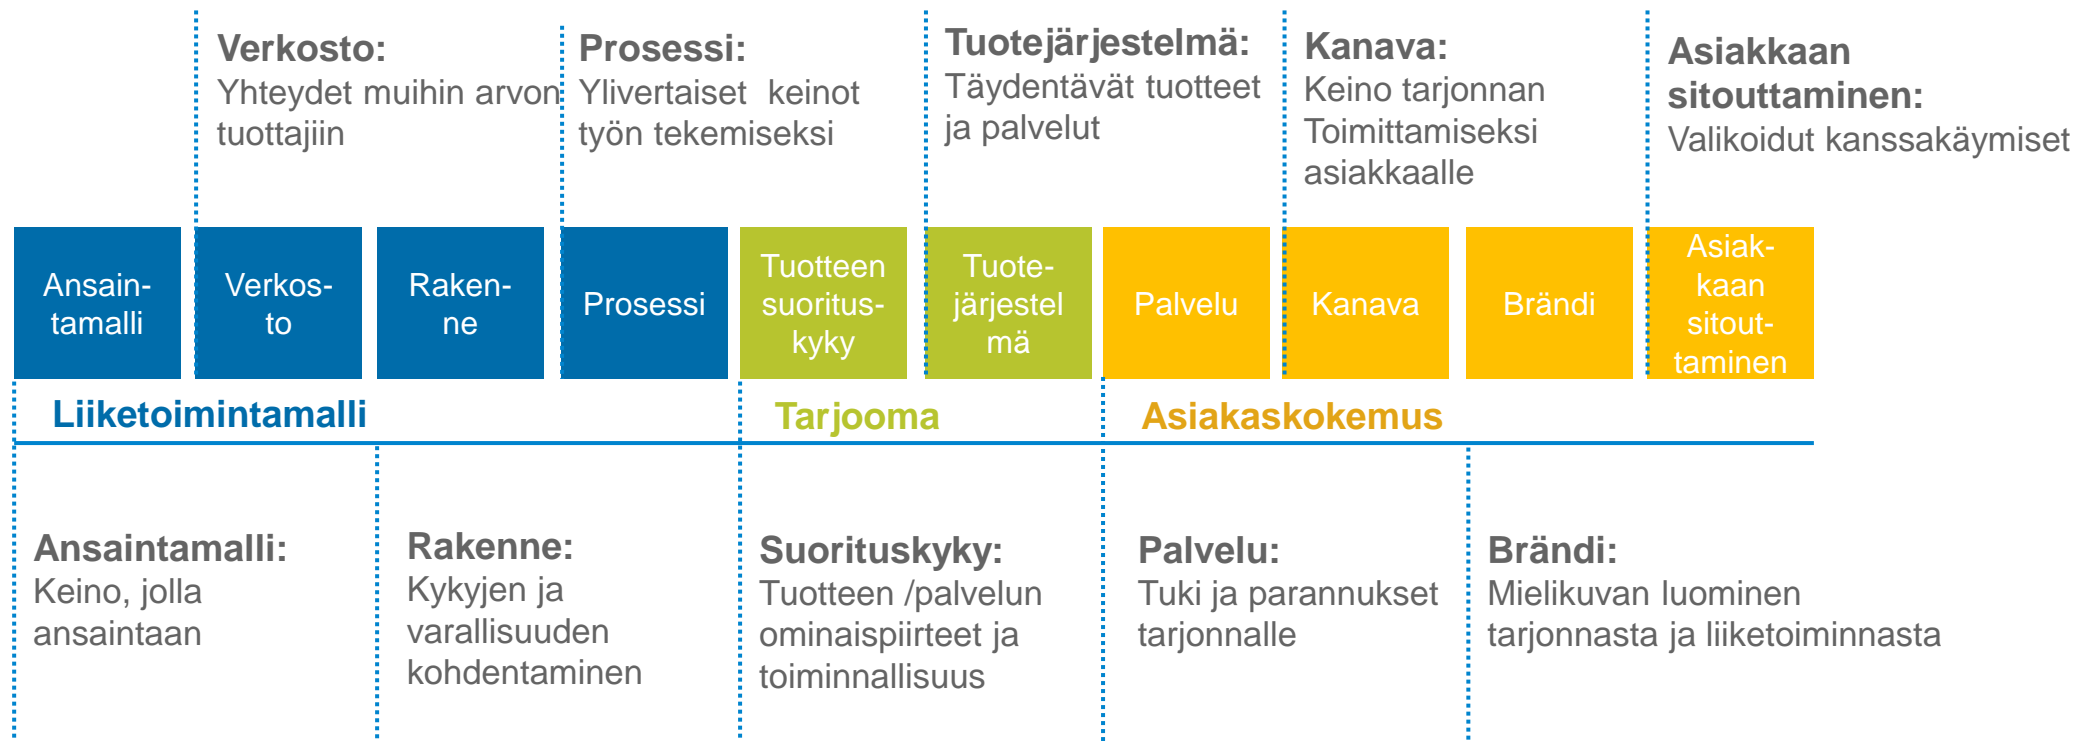 Verkosto:
Yhteydet muihin arvon
tuottajiin
Prosessi:
Ylivertaiset keinot
työn tekemiseksi
Tuotejärjestelmä:
Täydentävät tuotteet
ja palvelut
Kanava:
Keino tarjonnan
Toimittamiseksi
asiakkaalle
Asiakkaan
sitouttaminen:
Valikoidut kanssakäymiset
Ansain-
tamalli
Verkos-
to
Raken-
ne
Prosessi
Tuotteen
suoritus-
kyky
Tuote-
järjestel
mä
Palvelu
Kanava
Brändi
Asiak-
kaan
sitout-
taminen
Liiketoimintamalli
Tarjooma
Asiakaskokemus
Ansaintamalli:
Keino, jolla
ansaintaan
Rakenne:
Kykyjen ja
varallisuuden
kohdentaminen
Suorituskyky:
Tuotteen /palvelun
ominaispiirteet ja
toiminnallisuus
Palvelu:
Tuki ja parannukset
tarjonnalle
Brändi:
Mielikuvan luominen
tarjonnasta ja liiketoiminnasta